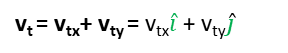 vt = vtx+ vty = vtxî + vtyĵ